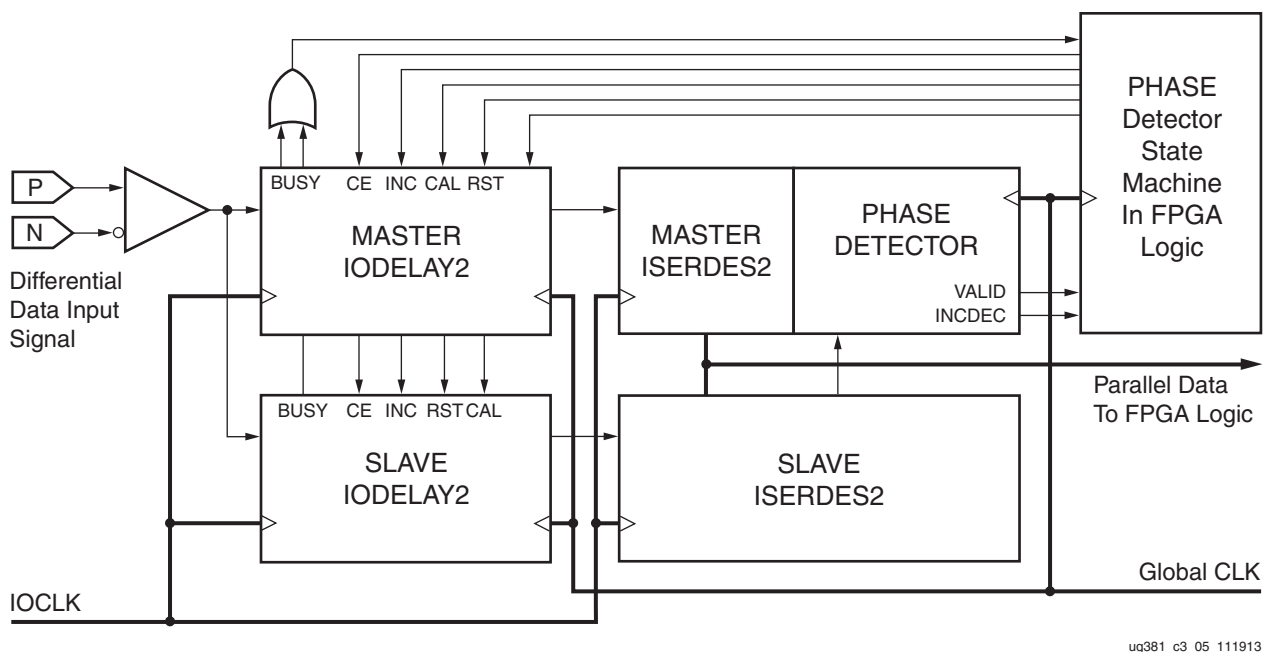 PHASE
Detector
State
Machine
In FPGA
Logic
BUSY CE INC CAL RST
P
N
MASTER
IODELAY2
MASTER
ISERDES2
PHASE
DETECTOR
Differential
Data Input
Signal
VALID
INCDEC
Parallel Data
To FPGA Logic
BUSY CE INC RST CAL
SLAVE
IODELAY2
SLAVE
ISERDES2
Global CLK
IOCLK
ug381_c3_05_111913